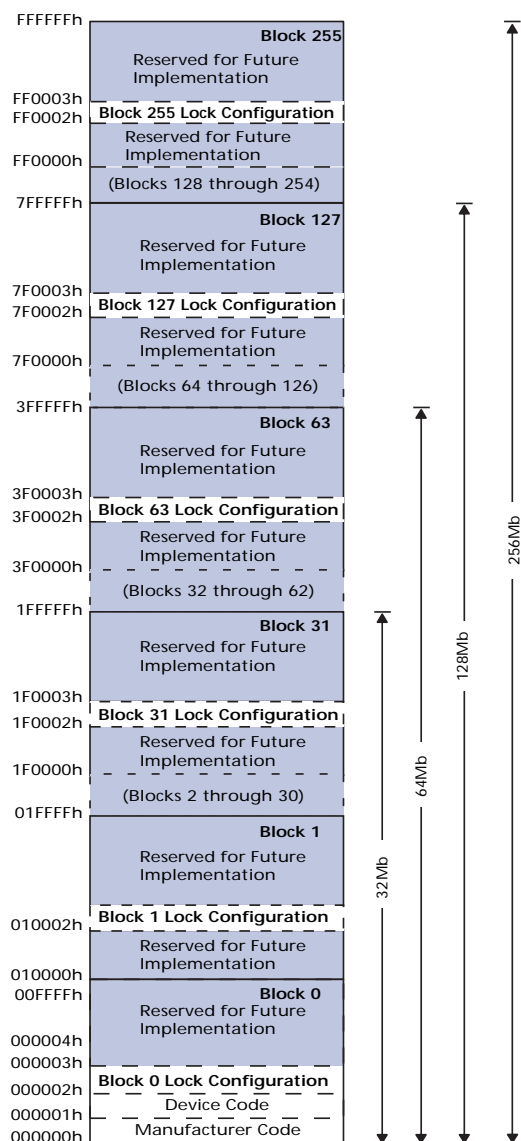 FFFFFFh
Block 255
Reserved for Future
Implementation
FF0003h
Block 255 Lock Configuration
FF0002h
Reserved for Future
Implementation
FF0000h
(Blocks 128 through 254)
7FFFFFh
Block 127
Reserved for Future
Implementation
7F0003h
Block 127 Lock Configuration
7F0002h
Reserved for Future
Implementation
7F0000h
(Blocks 64 through 126)
3FFFFFh
Block 63
Reserved for Future
Implementation
3F0003h
Block 63 Lock Configuration
3F0002h
Reserved for Future
Implementation
3F0000h
(Blocks 32 through 62)
1FFFFFh
Block 31
Reserved for Future
Implementation
1F0003h
Block 31 Lock Configuration
1F0002h
Reserved for Future
Implementation
1F0000h
(Blocks 2 through 30)
01FFFFh
Block 1
Reserved for Future
Implementation
Block 1 Lock Configuration
010002h
Reserved for Future
Implementation
010000h
00FFFFh
Block 0
Reserved for Future
Implementation
000004h
000003h
Block 0 Lock Configuration
000002h
Device Code
000001h
Manufacturer Code
000000h
32Mb
64Mb
128Mb
256Mb